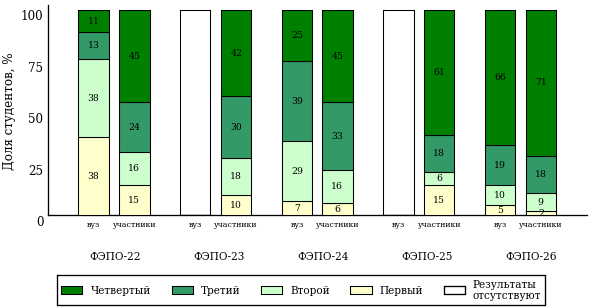 Доля студентов, %
100
75
50
25
0
11 13 38 38
45 24 16 15
42 30 18 10
25 39 29 7
45 33 16 6
61 18 6 15
66 19 10 5
71 18 9 2
вуз участники вуз участники вуз участники вуз участники вуз участники
ФЭПО-22 ФЭПО-23 ФЭПО-24 ФЭПО-25 ФЭПО-26
Четвертый Третий Второй Первый Результаты
отсутствуют